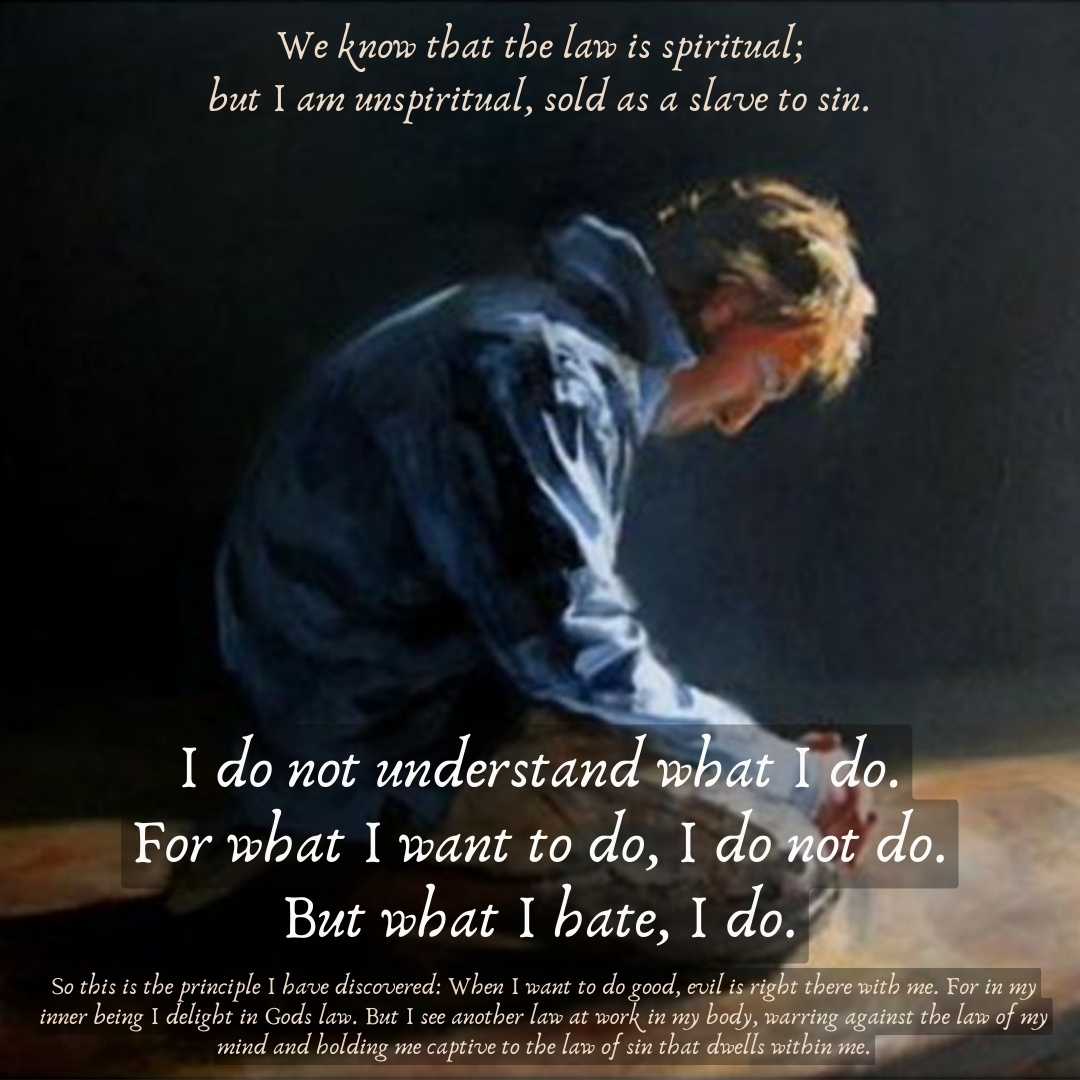 We know that the law is spiritual;
but I am unspiritual, sold as a slave to sin.
I do not understand what I do.
For what I want to do, I do not do.
But what I hate, I do.
So this is the principle I have discovered: When I want to do good, evil is right there with me. For in my
inner being I delight in Gods law. But I see another law at work in my body, warring against the law of my
mind and holding me captive to the law of sin that dwells within me.